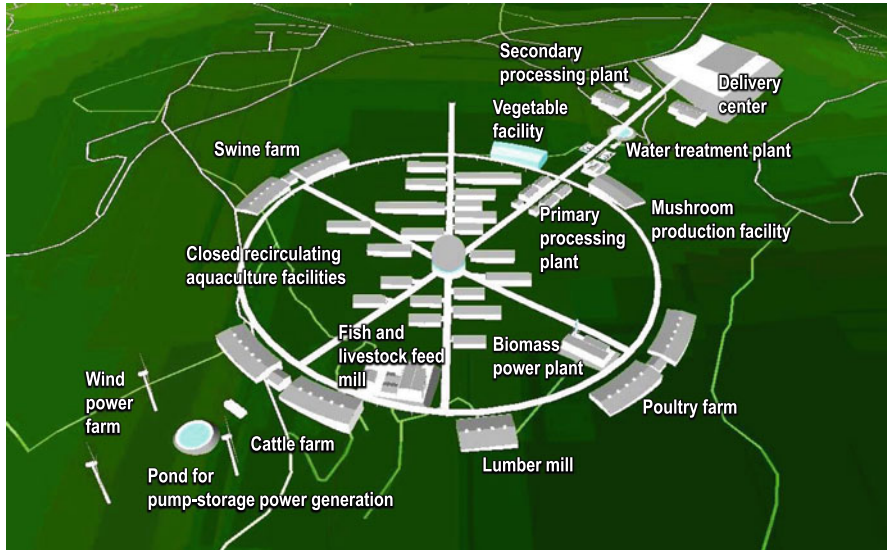 Secondary
processing plant
Delivery
center
Vegetable
facility
Swine farm
Water treatment plant
Primary
processing
plant
Mushroom
production facility
Closed recirculating
aquaculture facilities
Fish and
livestock feed
mill
Biomass
power plant
Wind
power
farm
Poultry farm
Cattle farm
Lumber mill
Pond for
pump-storage power generation